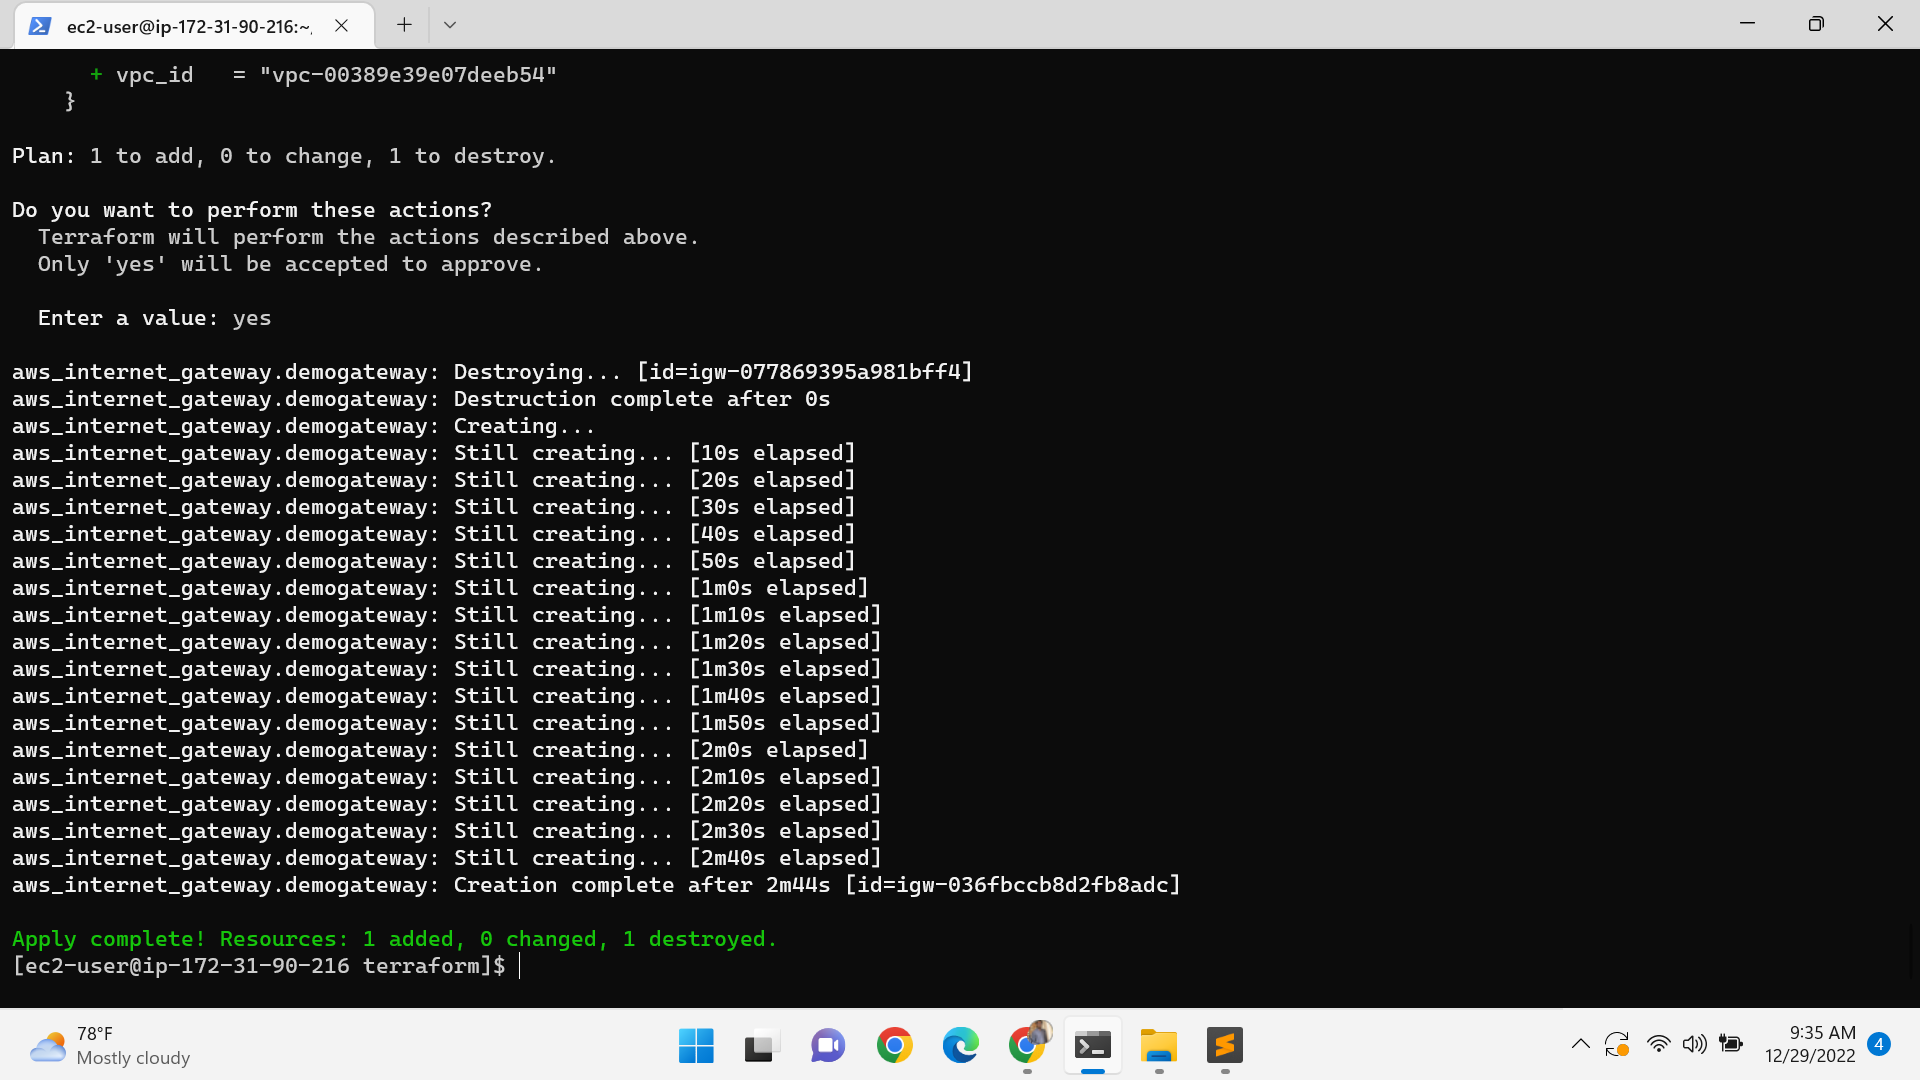 ec2-user@ip-172-31-90-216:~,
+ vpc_id   = "vpc-00389e39e07deeb54"
}
Plan: 1 to add, 0 to change, 1 to destroy.
Do you want to perform these actions?
Terraform will perform the actions described above.
Only 'yes' will be accepted to approve.
Enter a value: yes
aws_internet_gateway.demogateway: Destroying... [id=igw-077869395a981bff4]
aws_internet_gateway.demogateway: Destruction complete after 0s
aws_internet_gateway.demogateway: Creating...
aws_internet_gateway.demogateway: Still creating... [10s elapsed]
aws_internet_gateway.demogateway: Still creating... [20s elapsed]
aws_internet_gateway.demogateway: Still creating... [30s elapsed]
aws_internet_gateway.demogateway: Still creating... [40s elapsed]
aws_internet_gateway.demogateway: Still creating... [50s elapsed]
aws_internet_gateway.demogateway: Still creating... [1m0s elapsed]
aws_internet_gateway.demogateway: Still creating... [1m10s elapsed]
aws_internet_gateway.demogateway: Still creating... [1m20s elapsed]
aws_internet_gateway.demogateway: Still creating... [1m30s elapsed]
aws_internet_gateway.demogateway: Still creating... [1m40s elapsed]
aws_internet_gateway.demogateway: Still creating... [1m50s elapsed]
aws_internet_gateway.demogateway: Still creating... [2m0s elapsed]
aws_internet_gateway.demogateway: Still creating... [2m10s elapsed]
aws_internet_gateway.demogateway: Still creating... [2m20s elapsed]
aws_internet_gateway.demogateway: Still creating... [2m30s elapsed]
aws_internet_gateway.demogateway: Still creating... [2m40s elapsed]
aws_internet_gateway.demogateway: Creation complete after 2m44s [id=igw-036fbccb8d2fb8adc]
Apply complete! Resources: 1 added, 0 changed, 1 destroyed.
[ec2-user@ip-172-31-90-216 terraform]$
78°F
Mostly cloudy
9:35 AM
12/29/2022
4